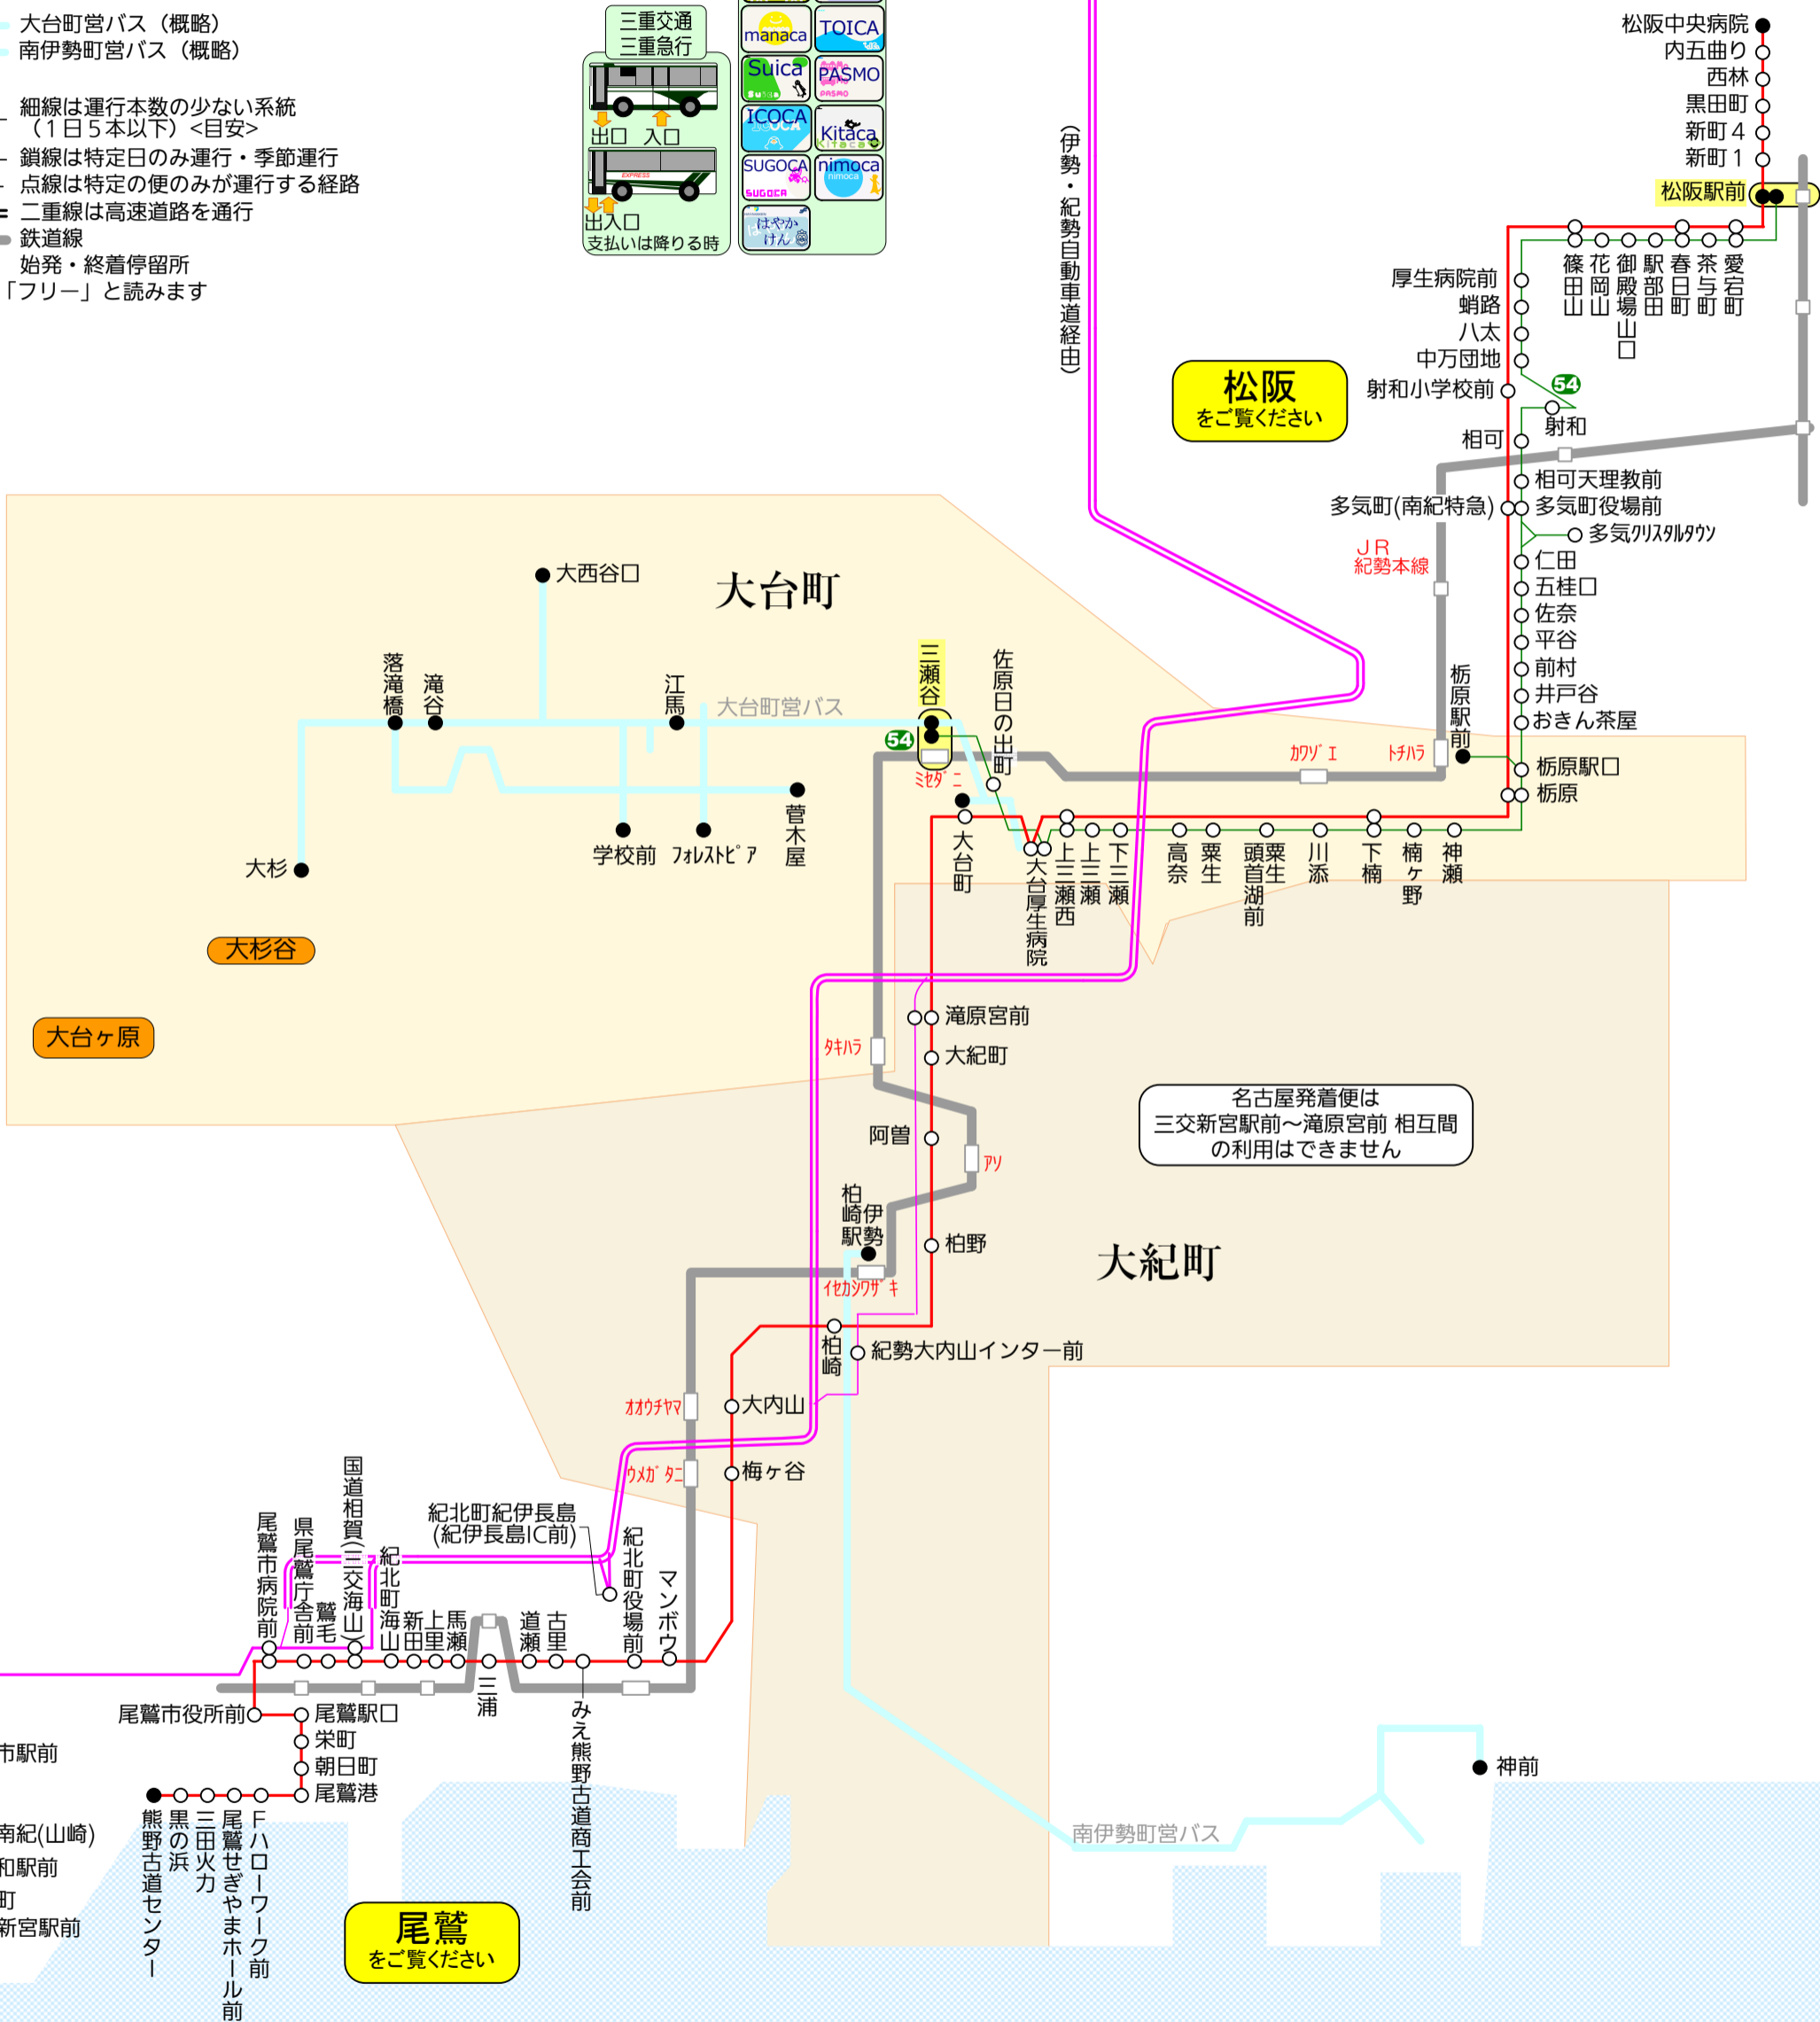 大台町営バス（概略）
南伊勢町営バス（概略）
細線は運行本数の少ない系統
（１日５本以下）<目安>
鎖線は特定日のみ運行・季節運行
点線は特定の便のみが運行する経路
二重線は高速道路を通行
鉄道線
始発・終着停留所
「フリー」と読みます
三重交通
三重急行
出口 入口
EXPRESS
出入口
支払いは降りる時
manaca
TOICA
Suica
PASMO
PASMO
ICOCA
Kitaca
Kitaca
SUGOCA
SUGOCA
nimoca
nimoca
はやか
けん
（伊勢・紀勢自動車道経由）
松阪中央病院
内五曲り
西林
黒田町
新町４
新町１
松阪駅前
篠田山
花岡山
御殿場山口
駅部田
春日町
茶与町
愛宕町
厚生病院前
蛸路
八太
中万団地
射和小学校前
54
射和
相可
相可天理教前
多気町(南紀特急)
多気町役場前
多気ｸﾘｽﾀﾙﾀｳﾝ
仁田
五桂口
佐奈
平谷
前村
井戸谷
おきん茶屋
栃原駅前
栃原駅口
栃原
松阪
をご覧ください
ＪＲ
紀勢本線
ﾄﾁﾊﾗ
ｶﾜｿﾞｴ
大台町
大西谷口
落滝橋
滝谷
江馬
大台町営バス
三瀬谷
54
佐原日の出町
ﾐｾﾀﾞﾆ
大杉
学校前
ﾌｫﾚｽﾄﾋﾟｱ
菅木屋
大台町
大台厚生病院
上三瀬西
上三瀬
下三瀬
高奈
粟生
粟生
頭首湖前
川添
下楠
楠ヶ野
神瀬
大杉谷
大台ヶ原
滝原宮前
ﾀｷﾊﾗ
大紀町
阿曽
ｱｿ
名古屋発着便は
三交新宮駅前～滝原宮前 相互間
の利用はできません
伊勢
柏崎駅
柏野
大紀町
ｲｾｶｼﾜｻﾞｷ
柏崎
紀勢大内山インター前
ｵｵｳﾁﾔﾏ
大内山
ｳﾒｶﾞﾀﾆ
梅ヶ谷
紀北町紀伊長島
(紀伊長島IC前)
尾鷲市病院前
県尾鷲庁舎前
鷲毛
国道相賀(三交海山)
紀北町海山
新田
上里
馬瀬
三浦
道瀬
古里
みえ熊野古道商工会前
紀北町役場前
マンボウ
尾鷲市役所前
尾鷲駅口
栄町
朝日町
尾鷲港
市駅前
南紀(山崎)
和駅前
町
新宮駅前
熊野古道センター
黒の浜
三田火力
尾鷲せぎやまホール前
Ｆハローワーク前
尾鷲
をご覧ください
南伊勢町営バス
神前